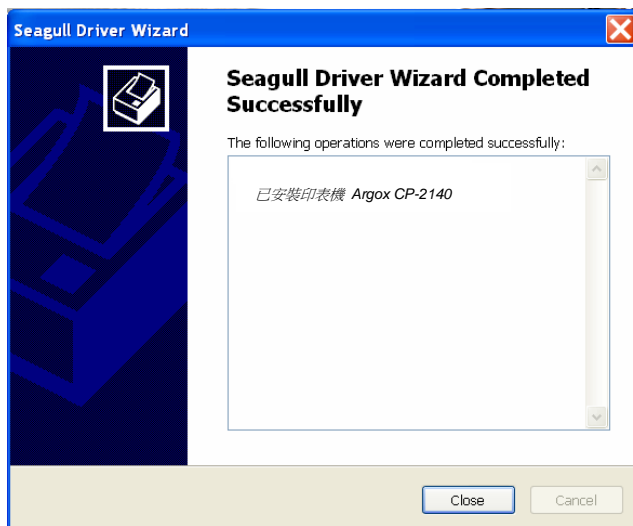 Seagull Driver Wizard
Seagull Driver Wizard Completed
Successfully
The following operations were completed successfully:
已安裝印表機 Argox CP-2140
Close
Cancel